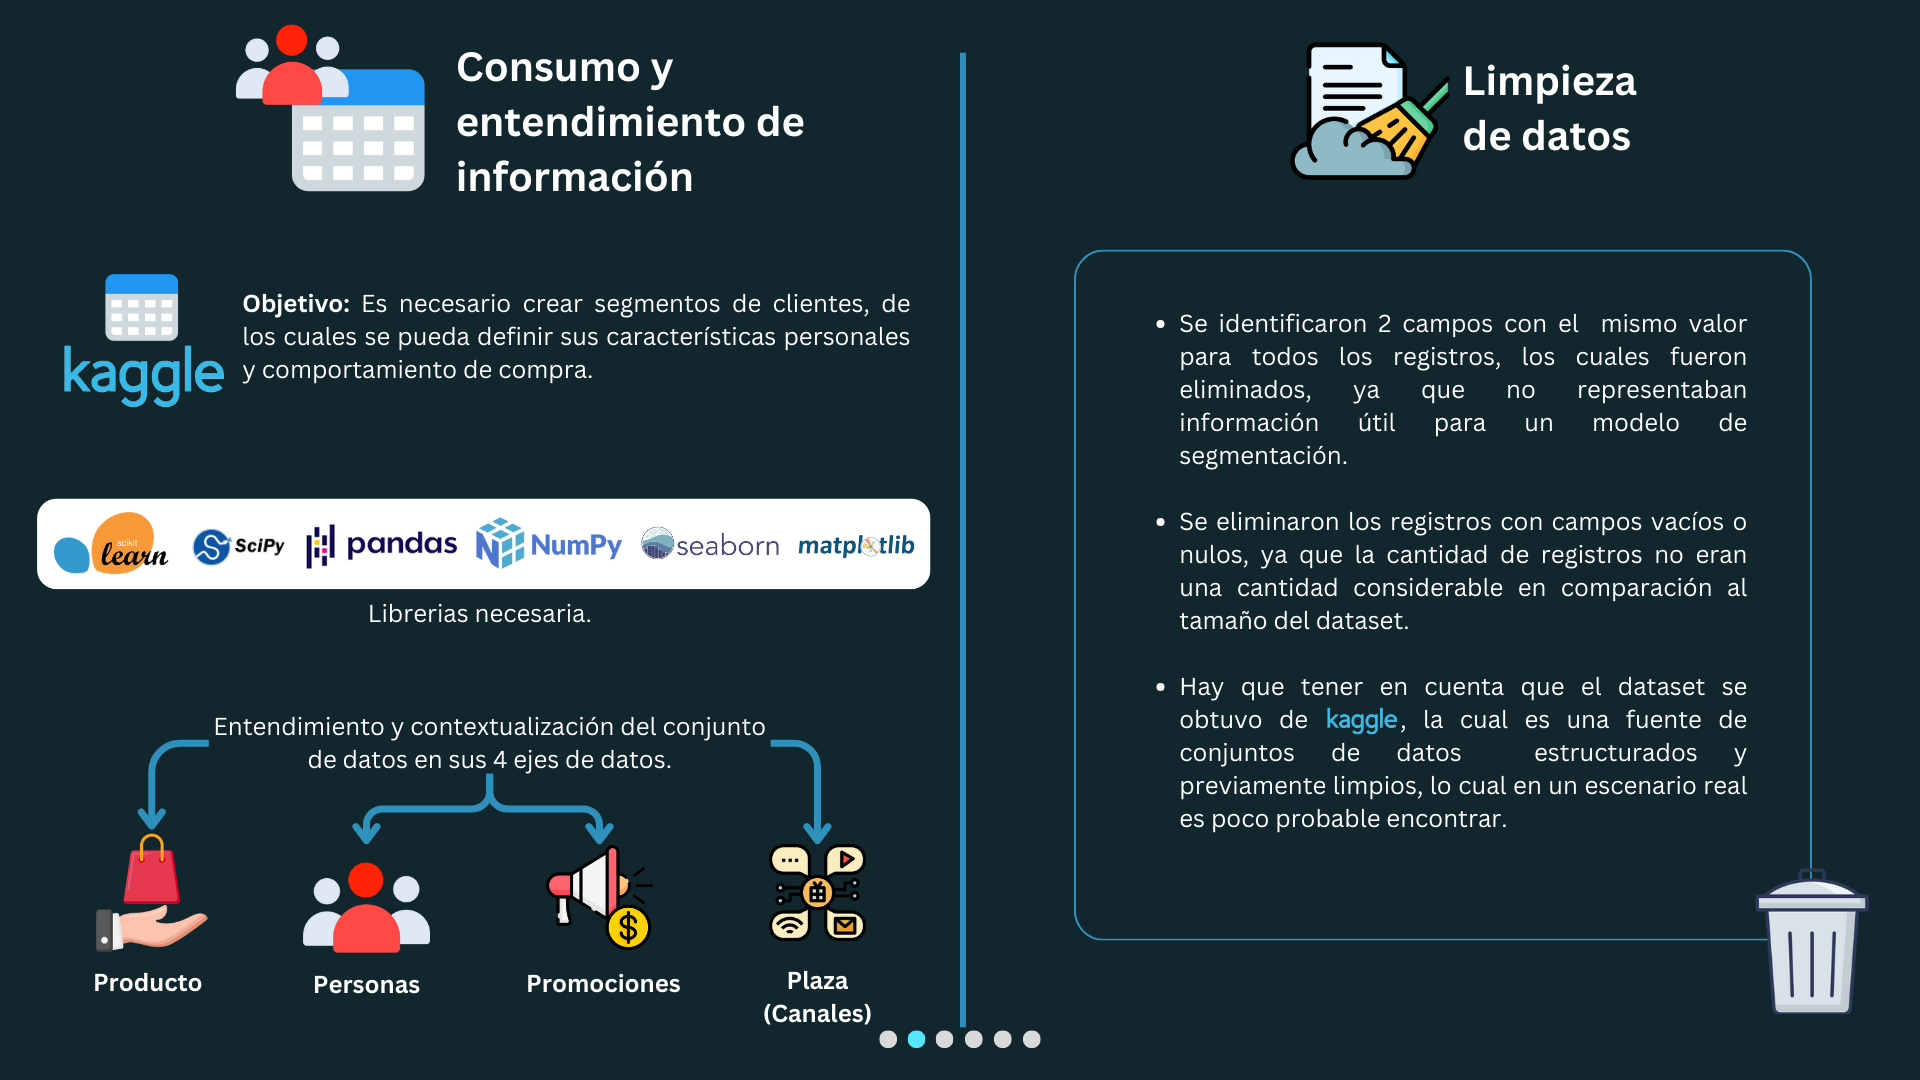 Consumo y
entendimiento de
información
kaggle
Objetivo: Es necesario crear segmentos de clientes, de
los cuales se pueda definir sus características personales
y comportamiento de compra.
scikit
learn
SciPy
pandas
NumPy
seaborn
matplotlib
Librerias necesaria.
Entendimiento y contextualización del conjunto
de datos en sus 4 ejes de datos.
$
Producto
Personas
Promociones
Plaza
(Canales)
Limpieza
de datos
• Se identificaron 2 campos con el mismo valor
para todos los registros, los cuales fueron
eliminados, ya que no representaban
información útil para un modelo de
segmentación.
• Se eliminaron los registros con campos vacíos o
nulos, ya que la cantidad de registros no eran
una cantidad considerable en comparación al
tamaño del dataset.
• Hay que tener en cuenta que el dataset se
obtuvo de kaggle, la cual es una fuente de
conjuntos de datos estructurados y
previamente limpios, lo cual en un escenario real
es poco probable encontrar.